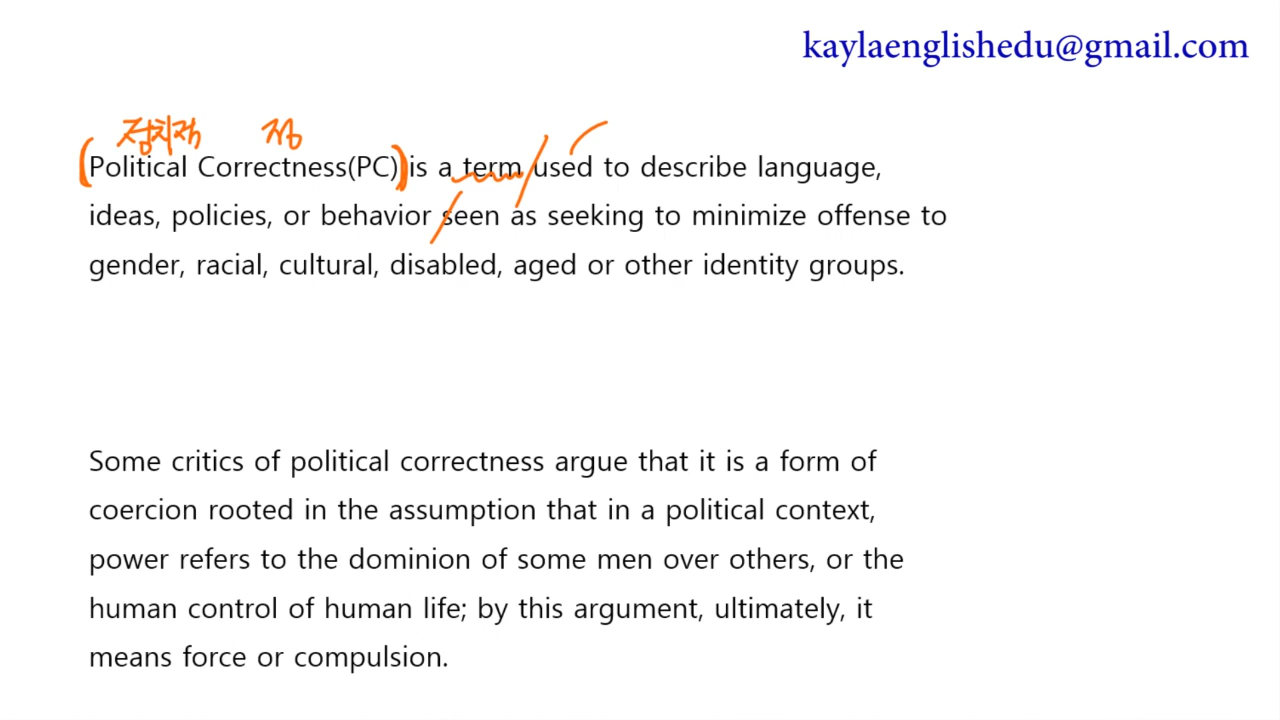 kaylaenglishedu@gmail.com
정치적 정
Political Correctness(PC) is a term used to describe language,
ideas, policies, or behavior seen as seeking to minimize offense to
gender, racial, cultural, disabled, aged or other identity groups.
Some critics of political correctness argue that it is a form of
coercion rooted in the assumption that in a political context,
power refers to the dominion of some men over others, or the
human control of human life; by this argument, ultimately, it
means force or compulsion.